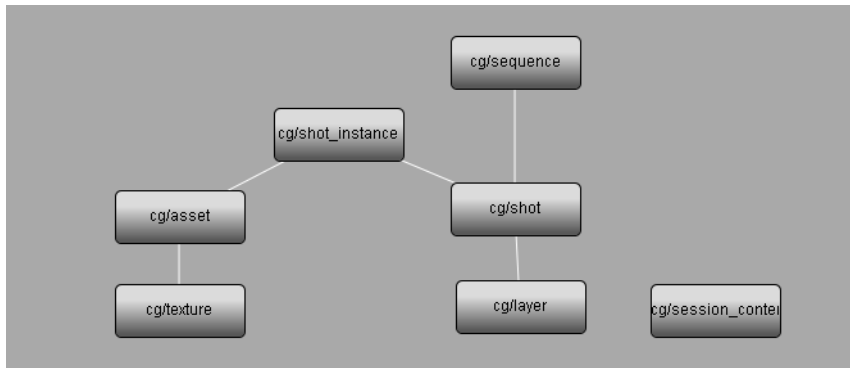 cg/sequence
cg/shot_instance
cg/asset
cg/shot
cg/texture
cg/layer
cg/session_conte